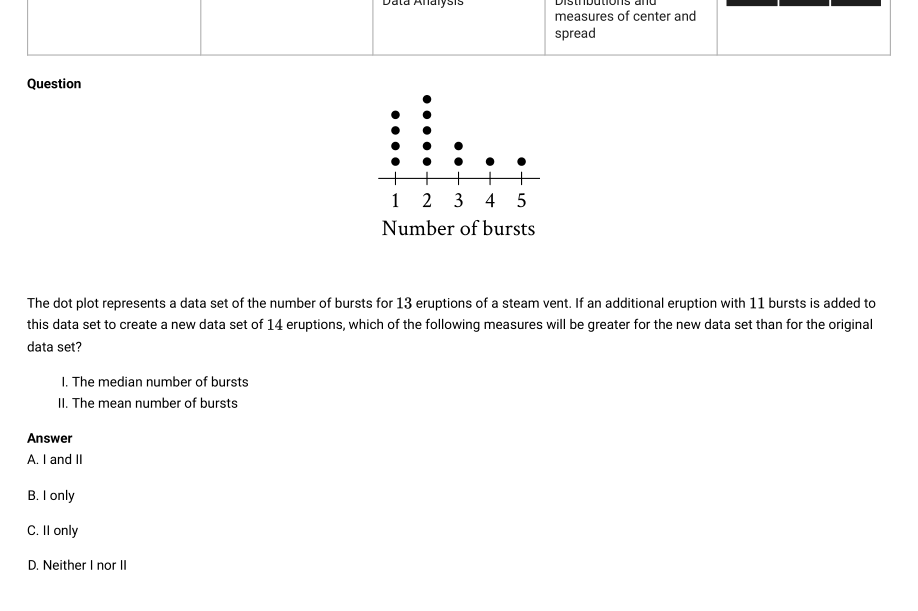 Data Analysis
Distributions and
measures of center and
spread
Question
1 2 3 4 5
Number of bursts
The dot plot represents a data set of the number of bursts for 13 eruptions of a steam vent. If an additional eruption with 11 bursts is added to
this data set to create a new data set of 14 eruptions, which of the following measures will be greater for the new data set than for the original
data set?
I. The median number of bursts
II. The mean number of bursts
Answer
A. I and II
B. I only
C. II only
D. Neither I nor II